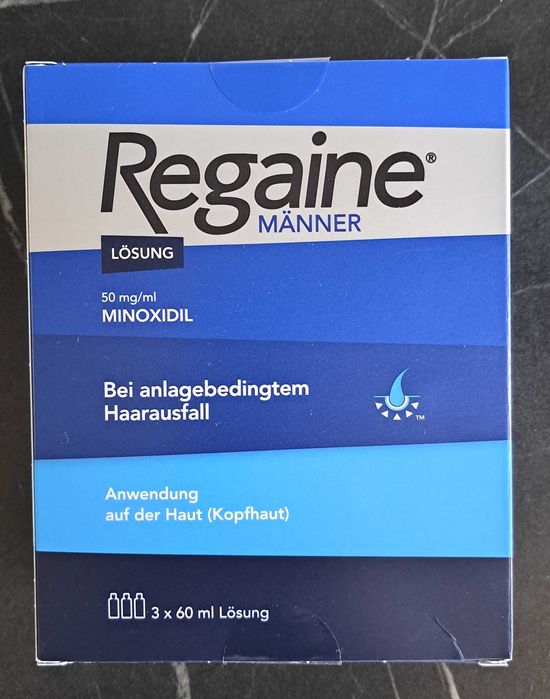 Regaine®
MÄNNER
LÖSUNG
50 mg/ml
MINOXIDIL
Bei anlagebedingtem
Haarausfall
TM
Anwendung
auf der Haut (Kopfhaut)
3 x 60 ml Lösung